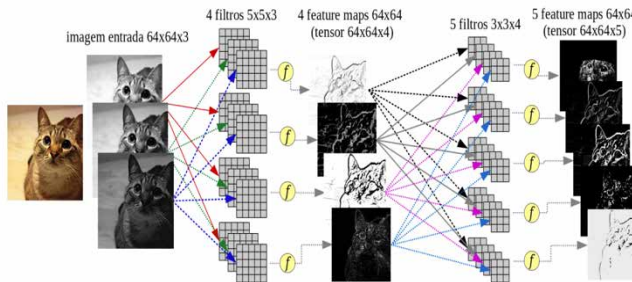 imagem entrada 64x64x3
4 filtros 5x5x3
4 feature maps 64x64
(tensor 64x64x4)
5 filtros 3x3x4
5 feature maps 64x64
(tensor 64x64x5)
f
f
f
f
f
f
f
f
f